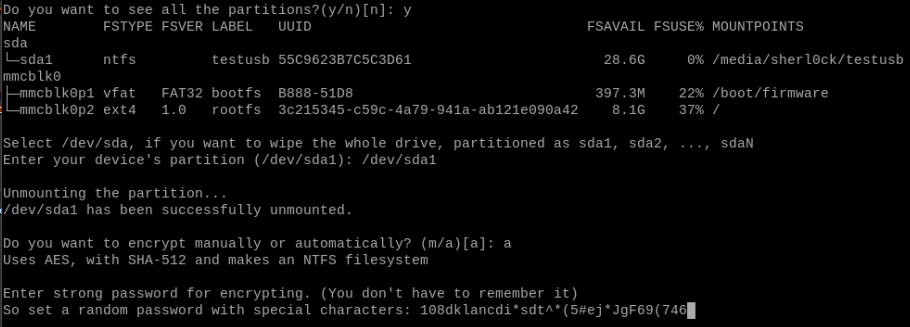 Do you want to see all the partitions?(y/n)[n]: y
NAME        FSTYPE FSVER LABEL   UUID                                 FSAVAIL FSUSE% MOUNTPOINTS
sda
└─sda1      ntfs         testusb 55C9623B7C5C3D61                       28.6G     0% /media/sherl0ck/testusb
mmcblk0
├─mmcblk0p1 vfat   FAT32 bootfs  B888-51D8                             397.3M    22% /boot/firmware
└─mmcblk0p2 ext4   1.0   rootfs  3c215345-c59c-4a79-941a-ab121e090a42    8.1G    37% /
Select /dev/sda, if you want to wipe the whole drive, partitioned as sda1, sda2, ..., sdaN
Enter your device's partition (/dev/sda1): /dev/sda1
Unmounting the partition...
/dev/sda1 has been successfully unmounted.
Do you want to encrypt manually or automatically? (m/a)[a]: a
Uses AES, with SHA-512 and makes an NTFS filesystem
Enter strong password for encrypting. (You don't have to remember it)
So set a random password with special characters: 108dklancdi*sdt^*(5#ej*JgF69(746